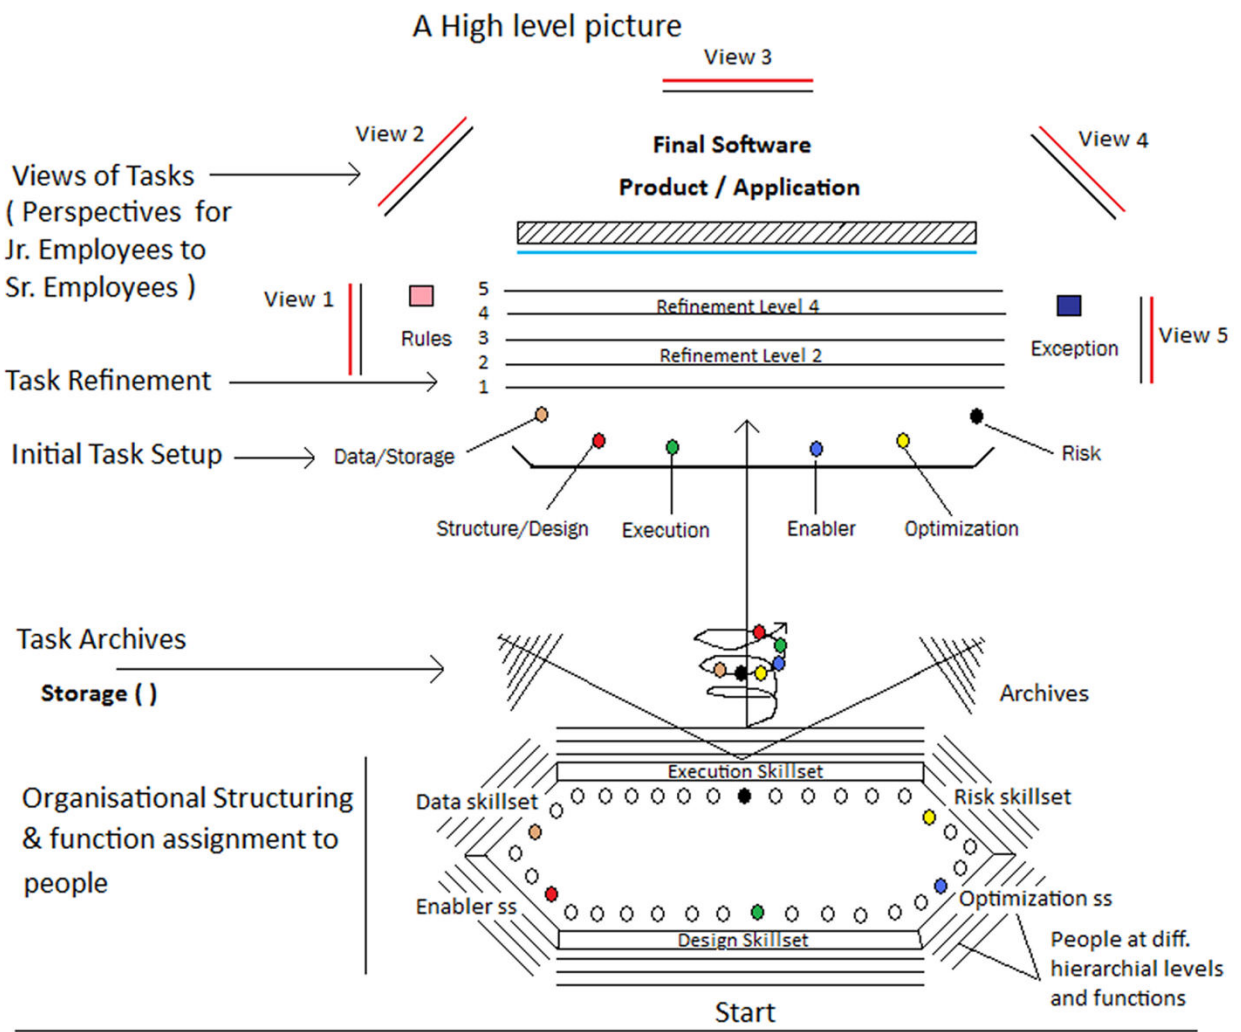 A High level picture
View 3
View 2
View 4
Final Software
Product / Application
Views of Tasks
( Perspectives for
Jr. Employees to
Sr. Employees )
View 1
Rules
5
4
3
2
1
Refinement Level 4
Refinement Level 2
Exception
View 5
Task Refinement
Initial Task Setup
Data/Storage
Risk
Structure/Design
Execution
Enabler
Optimization
Task Archives
Storage ( )
Archives
Execution Skillset
Data skillset
Risk skillset
Organisational Structuring
& function assignment to
people
Enabler ss
Optimization ss
Design Skillset
People at diff.
hierarchial levels
and functions
Start